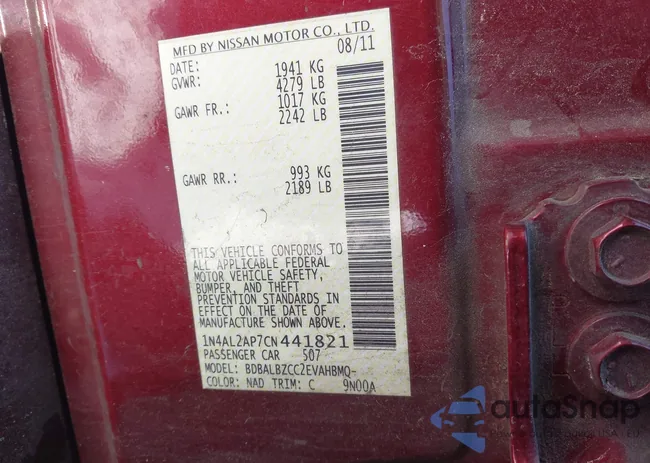 MFD BY NISSAN MOTOR CO., LTD.
DATE: 08/11
GVWR: 1941 KG
4279 LB
GAWR FR.: 1017 KG
2242 LB
GAWR RR.: 993 KG
2189 LB
THIS VEHICLE CONFORMS TO
ALL APPLICABLE FEDERAL
MOTOR VEHICLE SAFETY,
BUMPER, AND THEFT
PREVENTION STANDARDS IN
EFFECT ON THE DATE OF
MANUFACTURE SHOWN ABOVE.
1N4AL2AP7CN441821
PASSENGER CAR 507
MODEL: BDBALBZCC2EVAHBMQ-
COLOR: NAD TRIM: C 9N00A
autoSnap